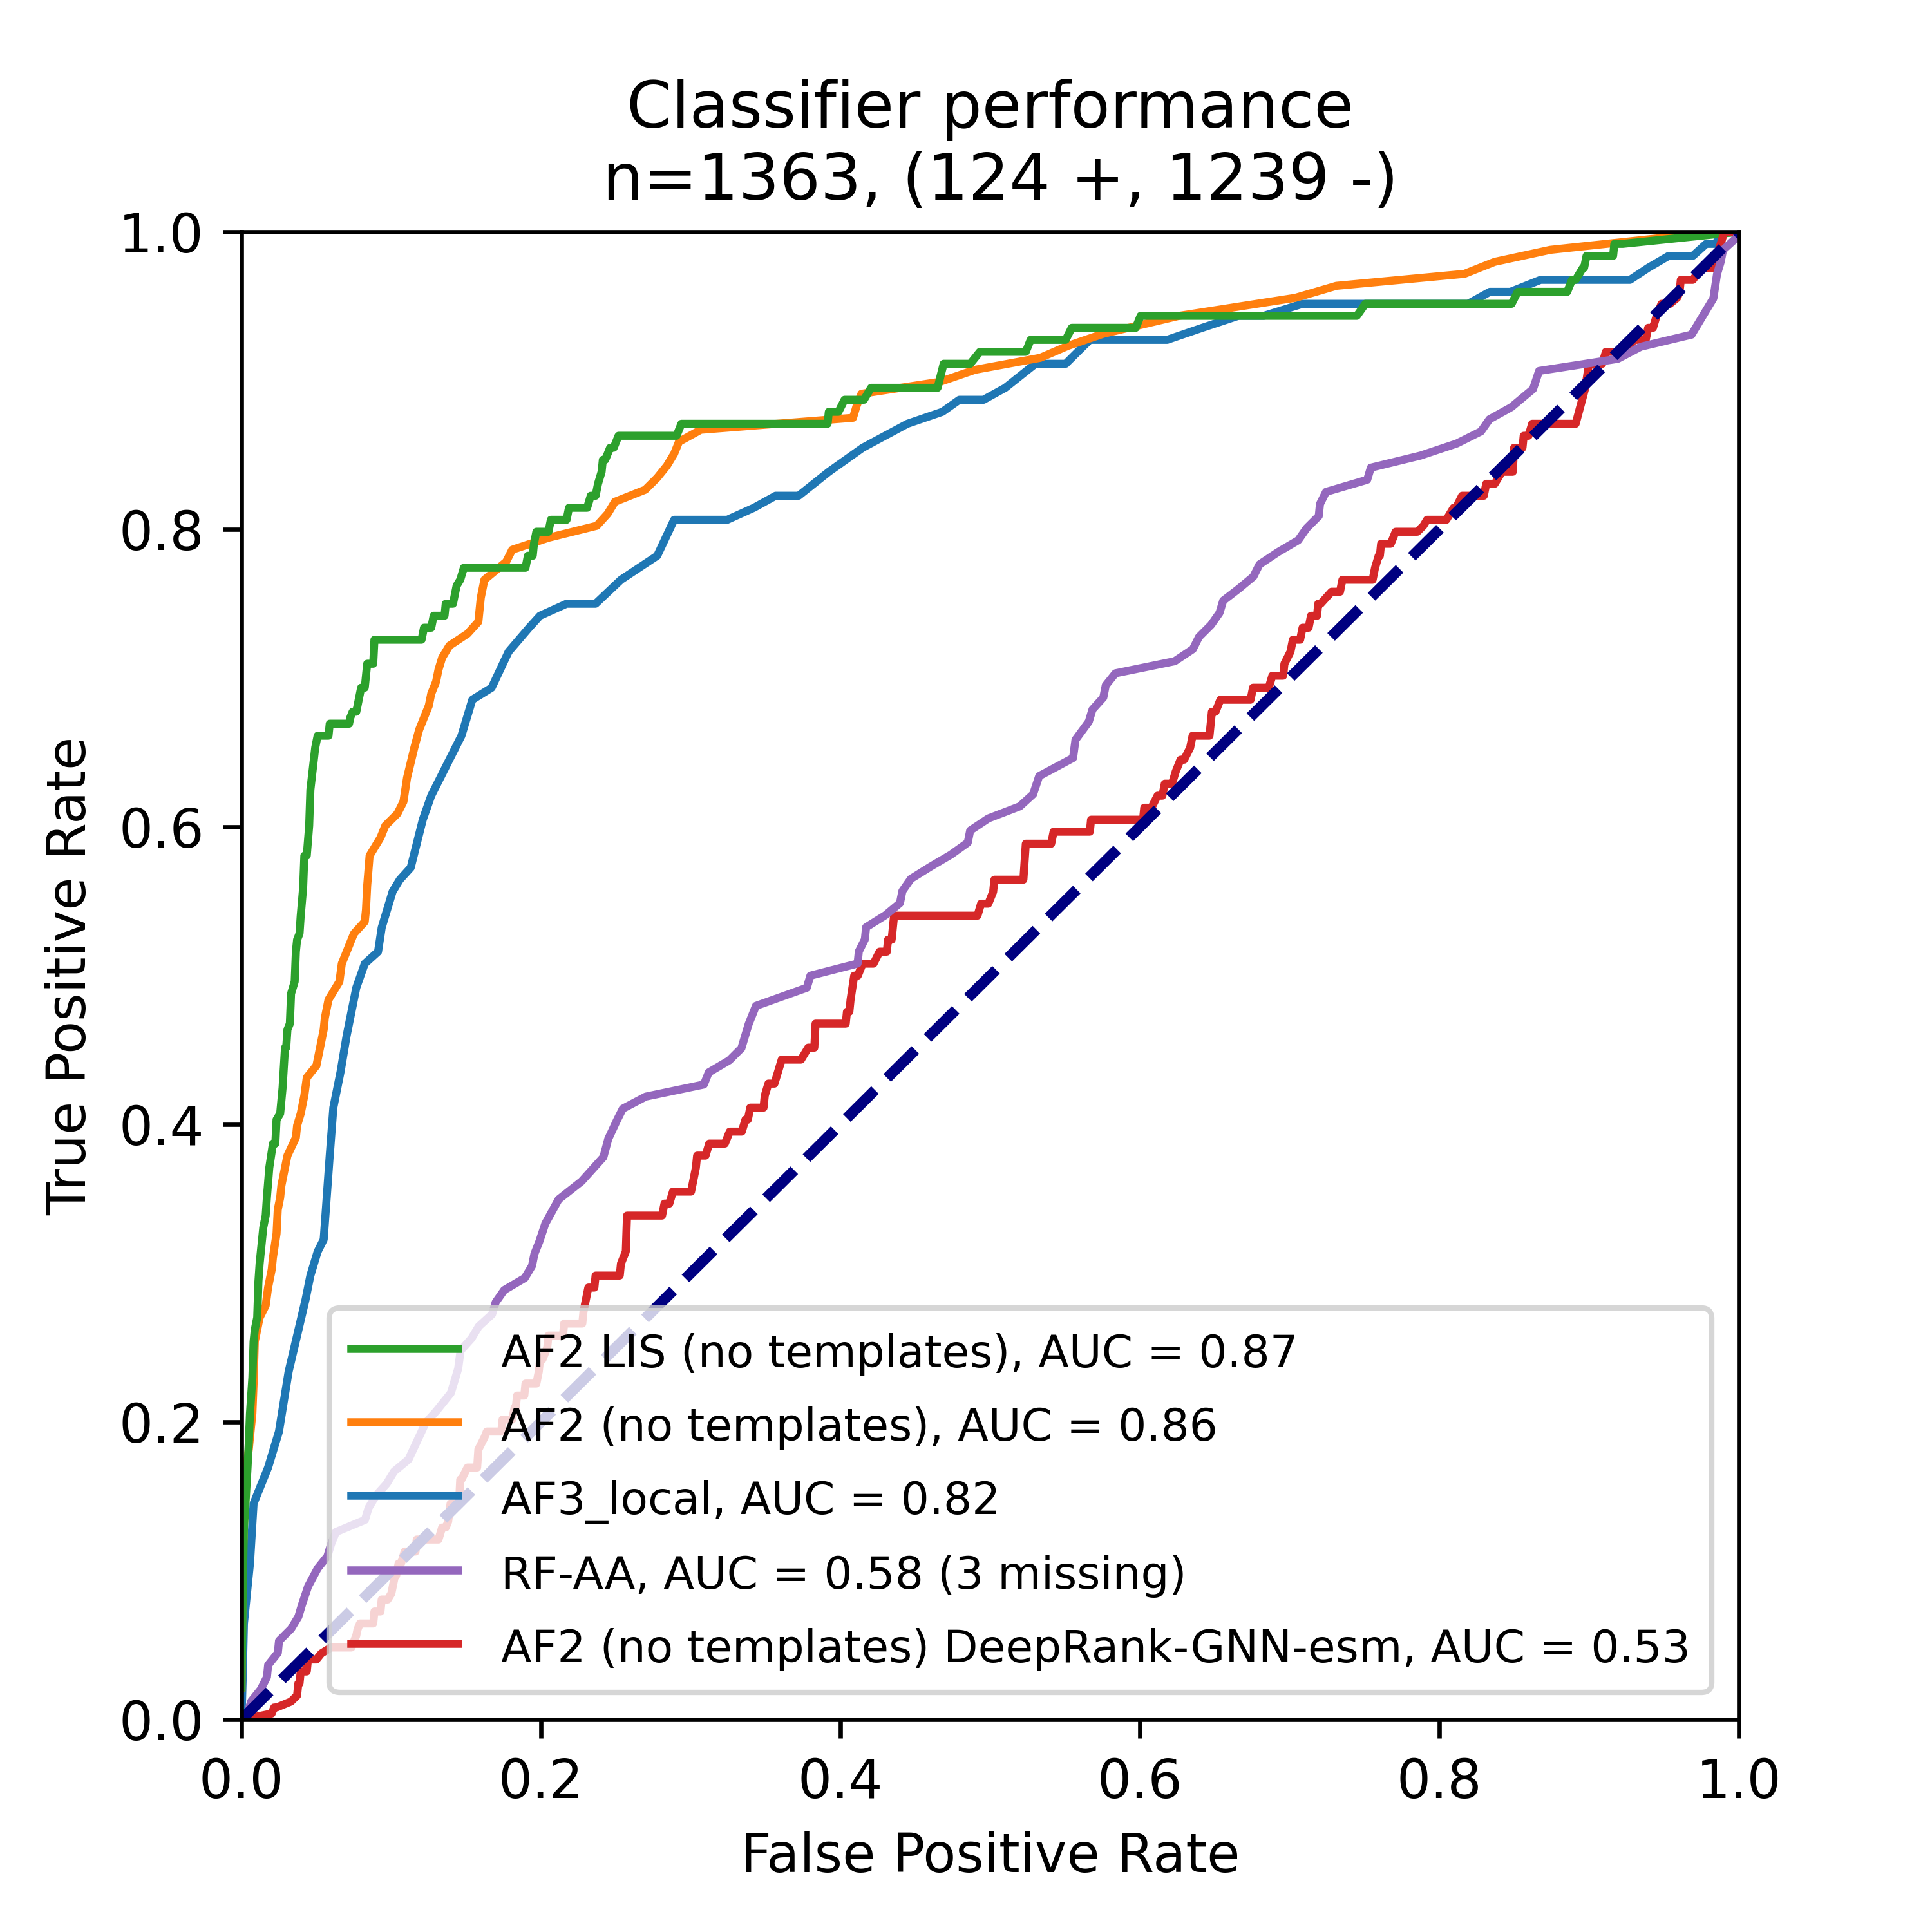 Classifier performance
n=1363, (124 +, 1239 -)
True Positive Rate
1.0
0.8
0.6
0.4
0.2
0.0
AF2 LIS (no templates), AUC = 0.87
AF2 (no templates), AUC = 0.86
AF3_local, AUC = 0.82
RF-AA, AUC = 0.58 (3 missing)
AF2 (no templates) DeepRank-GNN-esm, AUC = 0.53
0.0 0.2 0.4 0.6 0.8 1.0
False Positive Rate